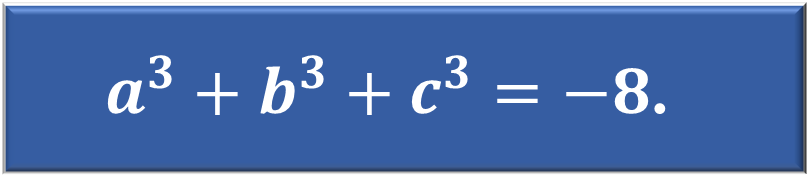 a³ + b³ + c³ = −8.